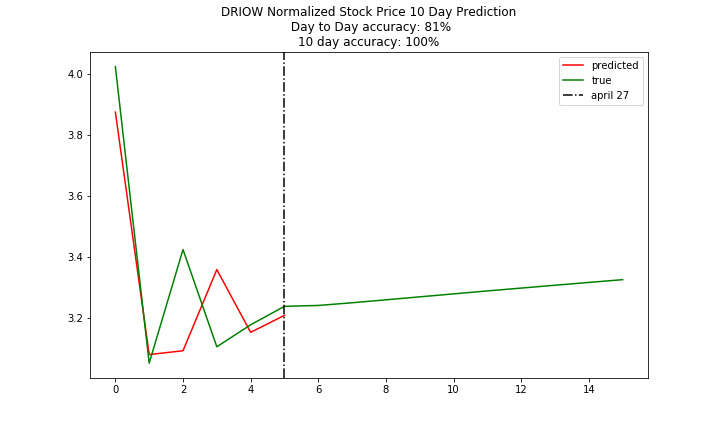 DRIOW Normalized Stock Price 10 Day Prediction
Day to Day accuracy: 81%
10 day accuracy: 100%
predicted
true
april 27
4.0
3.8
3.6
3.4
3.2
0 2 4 6 8 10 12 14